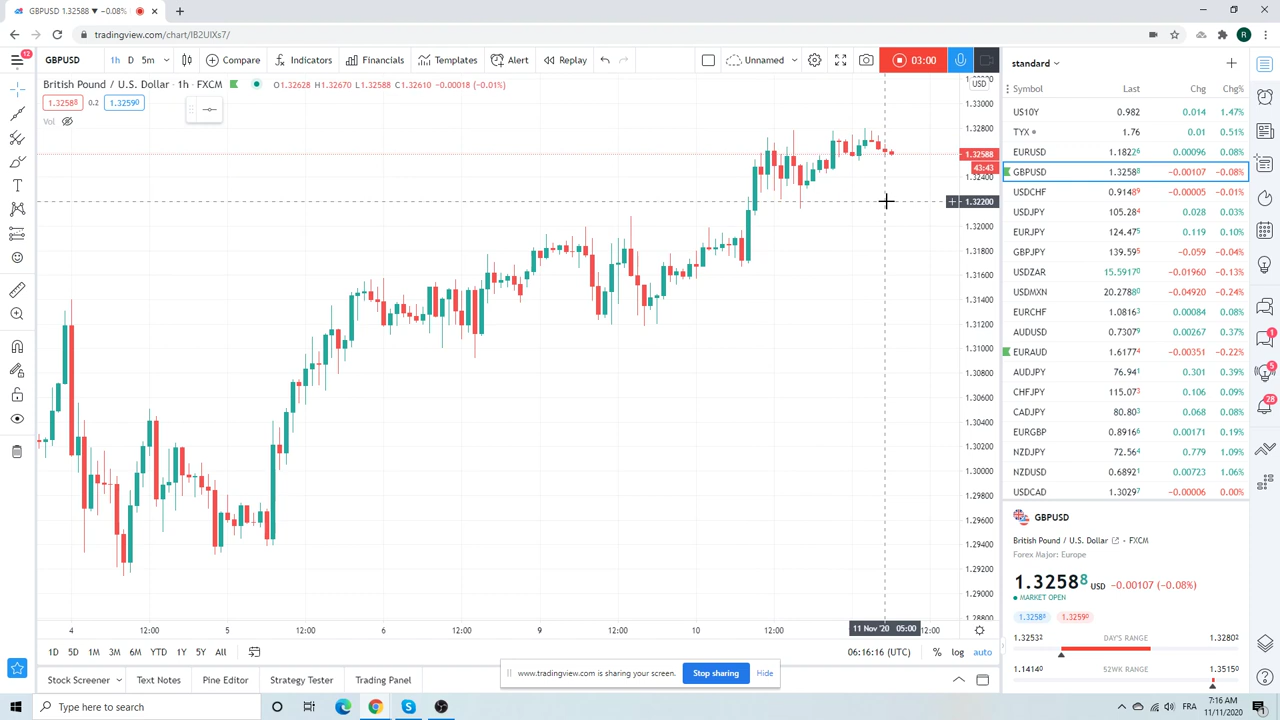 GBPUSD 1.32588 ▼ −0.08%
tradingview.com/chart/IB2UIXs7/
R
12
GBPUSD
1h D 5m
Compare
Indicators
Financials
Templates
Alert
Replay
Unnamed
03:00
standard
British Pound / U.S. Dollar · 1h FXCM
O1.32628 H1.32670 L1.32588 C1.32610 −0.00018 (−0.01%)
1.32588 0.2 1.32590
Vol
USD
1.33000
1.32800
1.32588
43:43
1.32400
1.32200
1.32000
1.31800
1.31600
1.31400
1.31200
1.31000
1.30800
1.30600
1.30400
1.30200
1.30000
1.29800
1.29600
1.29400
1.29200
1.29000
1.28800
4 12:00 5 12:00 6 12:00 9 12:00 10 12:00 11 Nov '20 05:00 12:00
1D 5D 1M 3M 6M YTD 1Y 5Y All
06:16:16 (UTC) % log auto
Stock Screener
Text Notes
Pine Editor
Strategy Tester
Trading Panel
www.tradingview.com is sharing your screen. Stop sharing Hide
Symbol Last Chg Chg%
US10Y 0.982 0.014 1.47%
TYX 1.76 0.01 0.51%
EURUSD 1.18226 0.00096 0.08%
GBPUSD 1.32588 −0.00107 −0.08%
USDCHF 0.91489 −0.00005 −0.01%
USDJPY 105.284 0.028 0.03%
EURJPY 124.475 0.119 0.10%
GBPJPY 139.595 −0.059 −0.04%
USDZAR 15.59170 −0.01960 −0.13%
USDMXN 20.27880 −0.04920 −0.24%
EURCHF 1.08163 0.00084 0.08%
AUDUSD 0.73079 0.00267 0.37%
EURAUD 1.61774 −0.00351 −0.22%
AUDJPY 76.941 0.301 0.39%
CHFJPY 115.073 0.106 0.09%
CADJPY 80.803 0.068 0.08%
EURGBP 0.89166 0.00171 0.19%
NZDJPY 72.564 0.779 1.09%
NZDUSD 0.68921 0.00723 1.06%
USDCAD 1.30297 −0.00006 0.00%
GBPUSD
British Pound / U.S. Dollar - FXCM
Forex Major: Europe
1.32588 USD −0.00107 (−0.08%)
MARKET OPEN
1.32588 1.32590
1.32532 DAY'S RANGE 1.32802
1.14140 52WK RANGE 1.35150
1
5
28
Type here to search
FRA
7:16 AM
11/11/2020
1